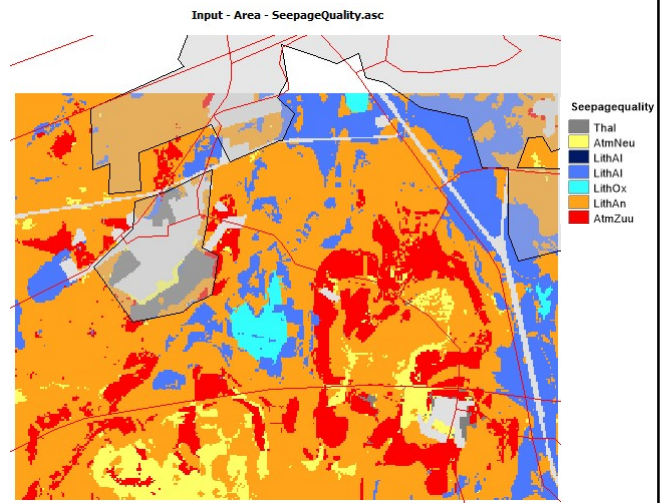 Input - Area - SeepageQuality.asc
Seepagequality
Thal
AtmNeu
LithAl
LithAl
LithOx
LithAn
AtmZuu